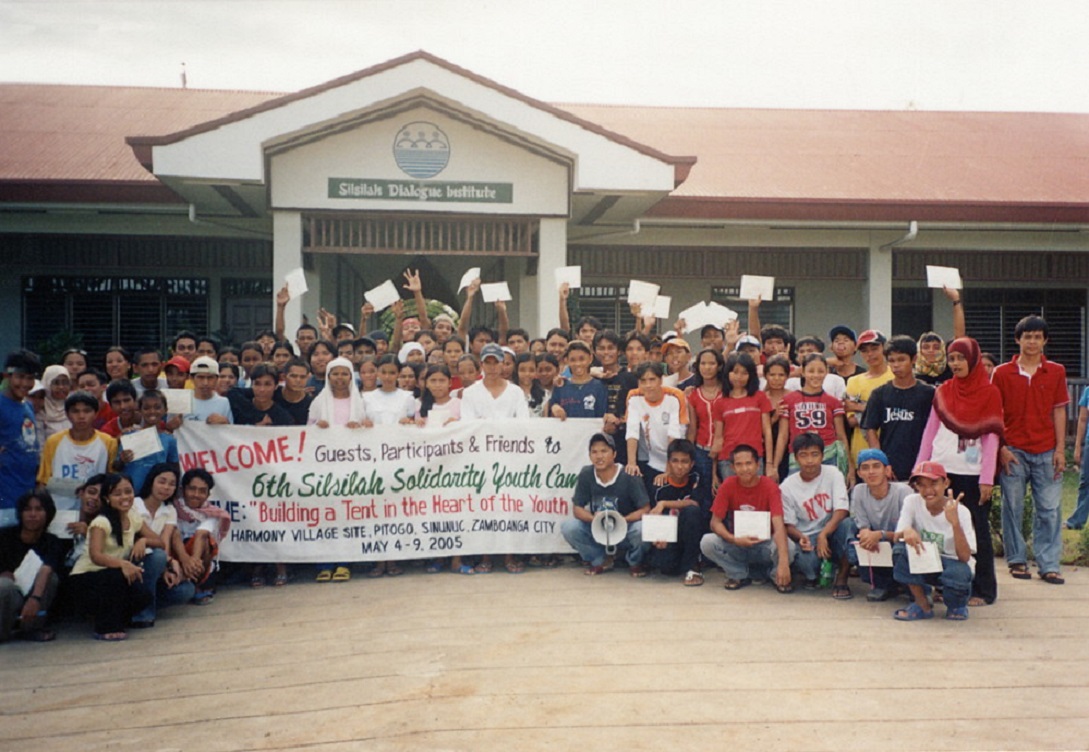 Silsilah Dialogue Institute
WELCOME! Guests, Participants & Friends to
6th Silsilah Solidarity Youth Cam
ME: "Building a Tent in the Heart of the Youth"
HARMONY VILLAGE SITE, PITOGO, SINUNUC, ZAMBOANGA CITY
MAY 4-9, 2005
59
Jesus
NYC